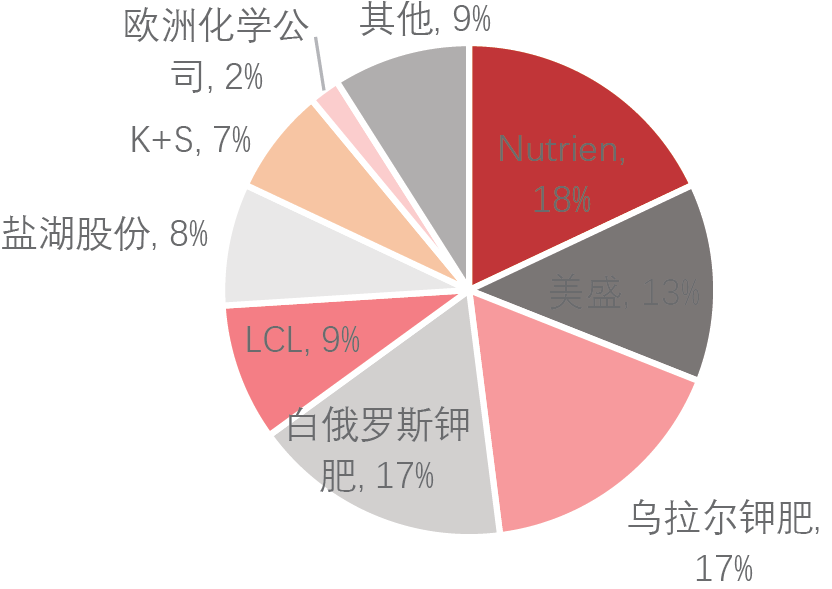 其他, 9%
欧洲化学公
司, 2%
K+S, 7%
盐湖股份, 8%
LCL, 9%
白俄罗斯钾
肥, 17%
乌拉尔钾肥,
17%
美盛, 13%
Nutrien,
18%